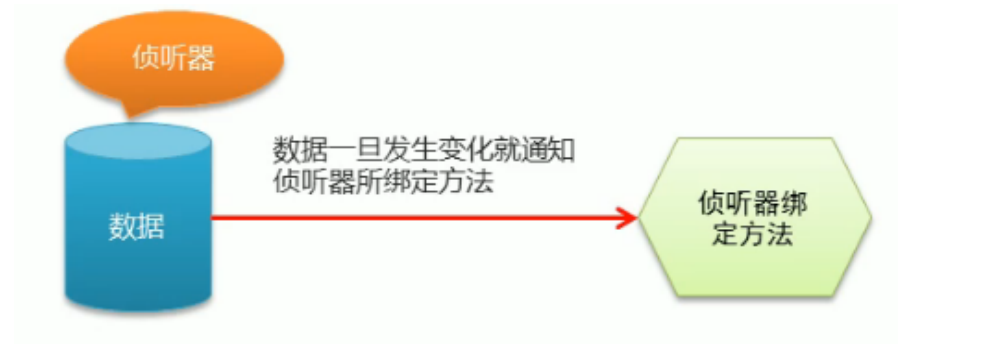 侦听器
数据一旦发生变化就通知
侦听器所绑定方法
数据
侦听器绑
定方法